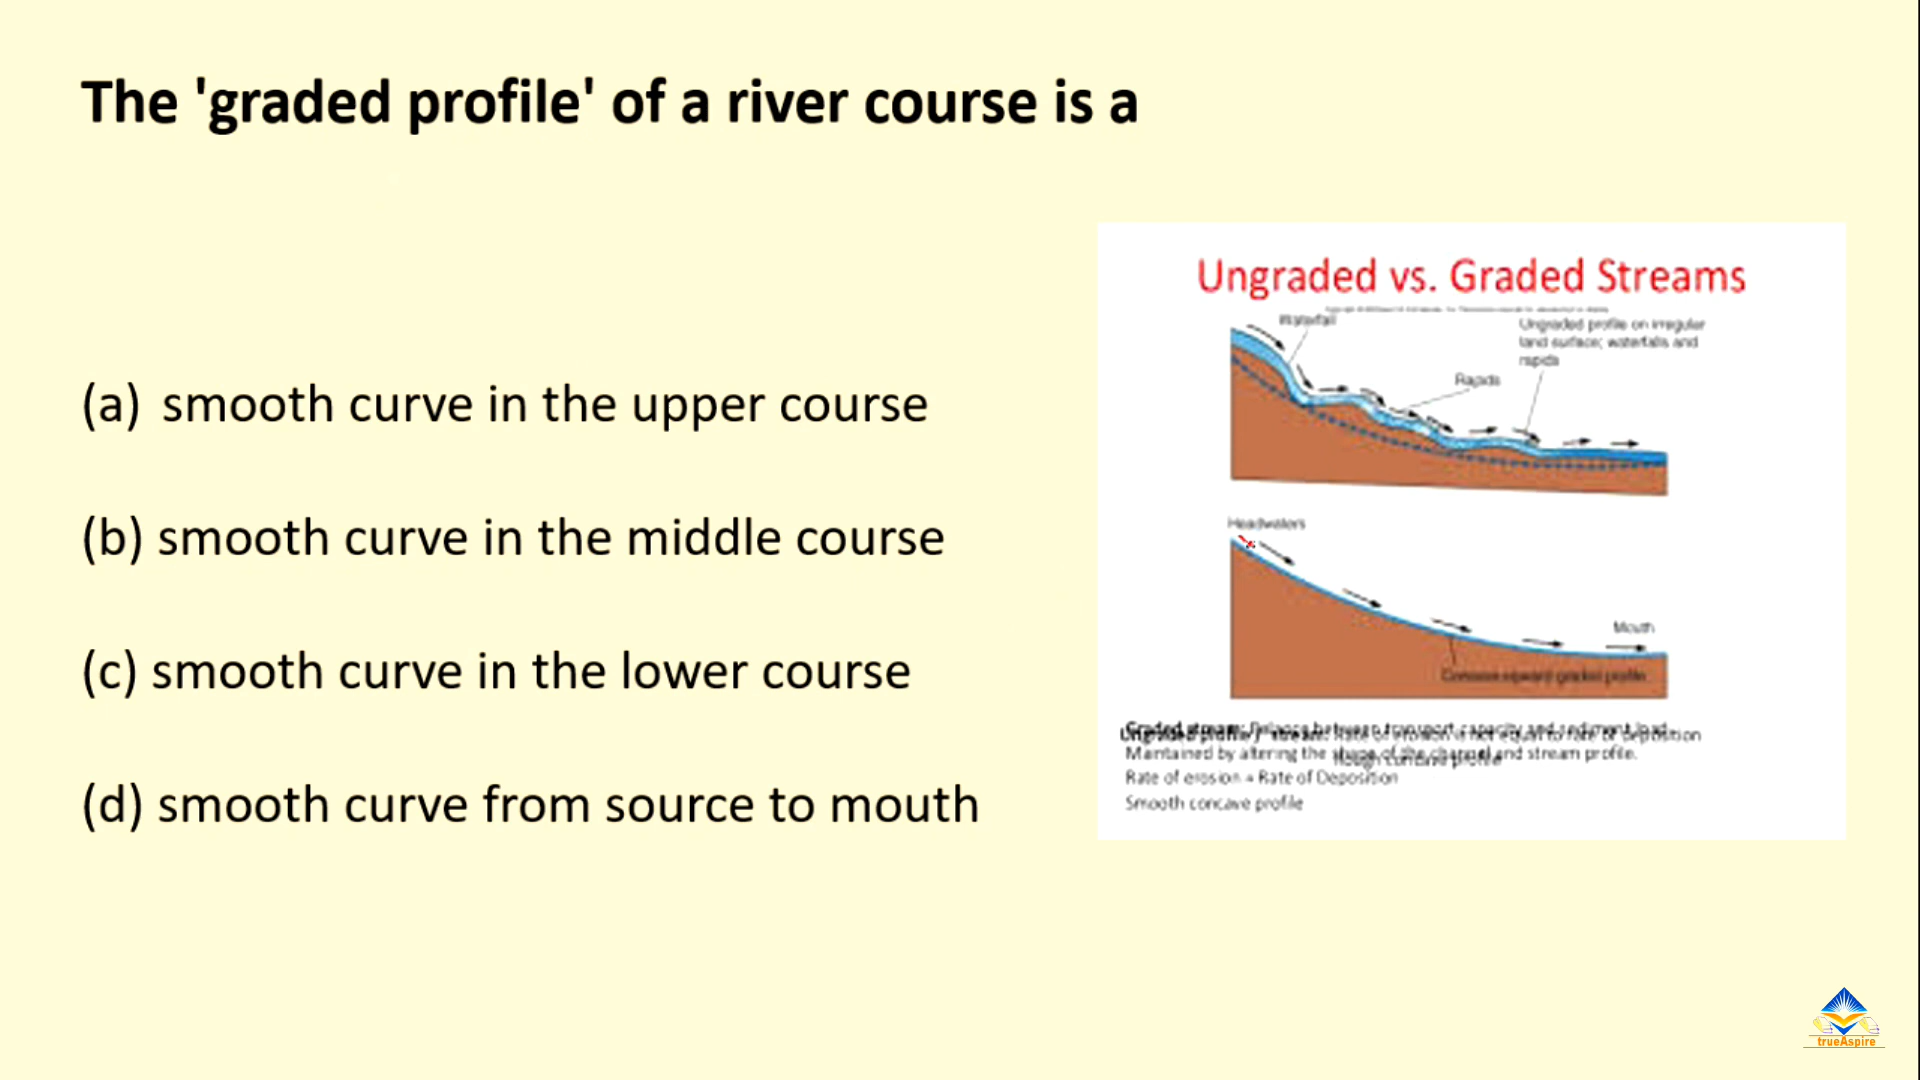 The 'graded profile' of a river course is a
(a) smooth curve in the upper course
(b) smooth curve in the middle course
(c) smooth curve in the lower course
(d) smooth curve from source to mouth
Ungraded vs. Graded Streams
Waterfall
Ungraded profile on irregular
land surface; waterfalls and
rapids
Rapids
Headwaters
Mouth
Concave upward graded profile
Graded stream: Balance between transport capacity and sediment load
Maintained by altering the shape of the channel and stream profile.
Rate of erosion = Rate of Deposition
Smooth concave profile
trueAspire